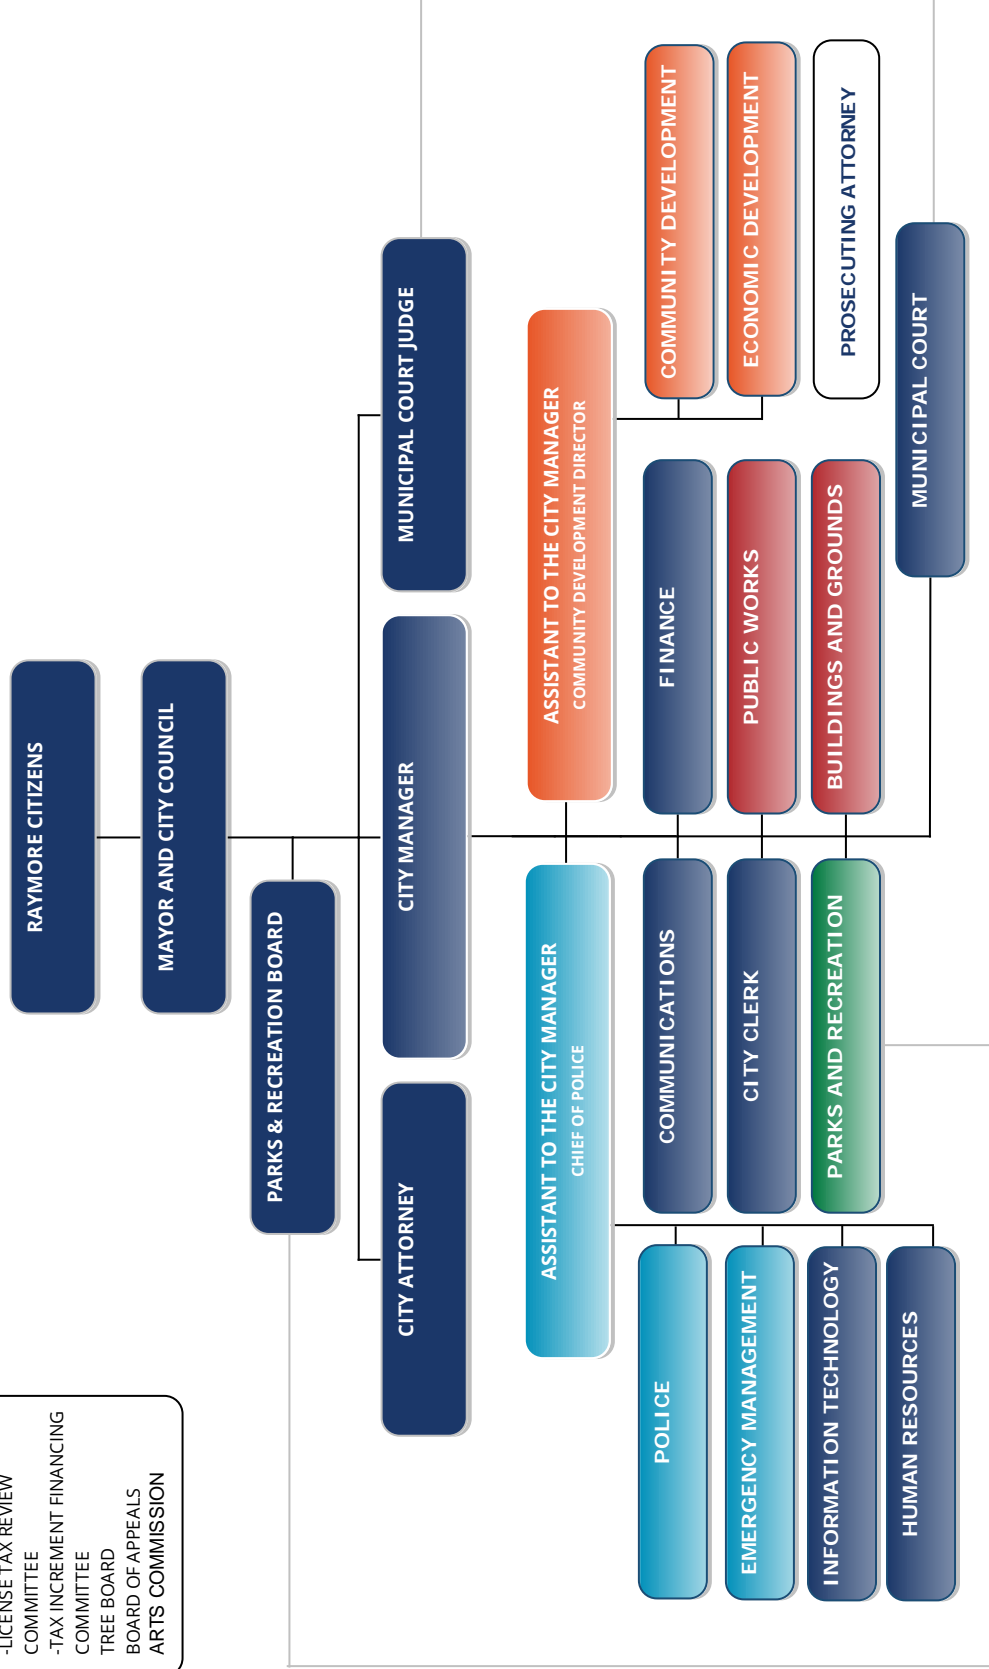 -LICENSE TAX REVIEW
COMMITTEE
-TAX INCREMENT FINANCING
COMMITTEE
TREE BOARD
BOARD OF APPEALS
ARTS COMMISSION
RAYMORE CITIZENS
MAYOR AND CITY COUNCIL
PARKS & RECREATION BOARD
CITY ATTORNEY
CITY MANAGER
MUNICIPAL COURT JUDGE
ASSISTANT TO THE CITY MANAGER
CHIEF OF POLICE
ASSISTANT TO THE CITY MANAGER
COMMUNITY DEVELOPMENT DIRECTOR
POLICE
COMMUNICATIONS
FINANCE
COMMUNITY DEVELOPMENT
EMERGENCY MANAGEMENT
CITY CLERK
PUBLIC WORKS
ECONOMIC DEVELOPMENT
INFORMATION TECHNOLOGY
PARKS AND RECREATION
BUILDINGS AND GROUNDS
PROSECUTING ATTORNEY
HUMAN RESOURCES
MUNICIPAL COURT